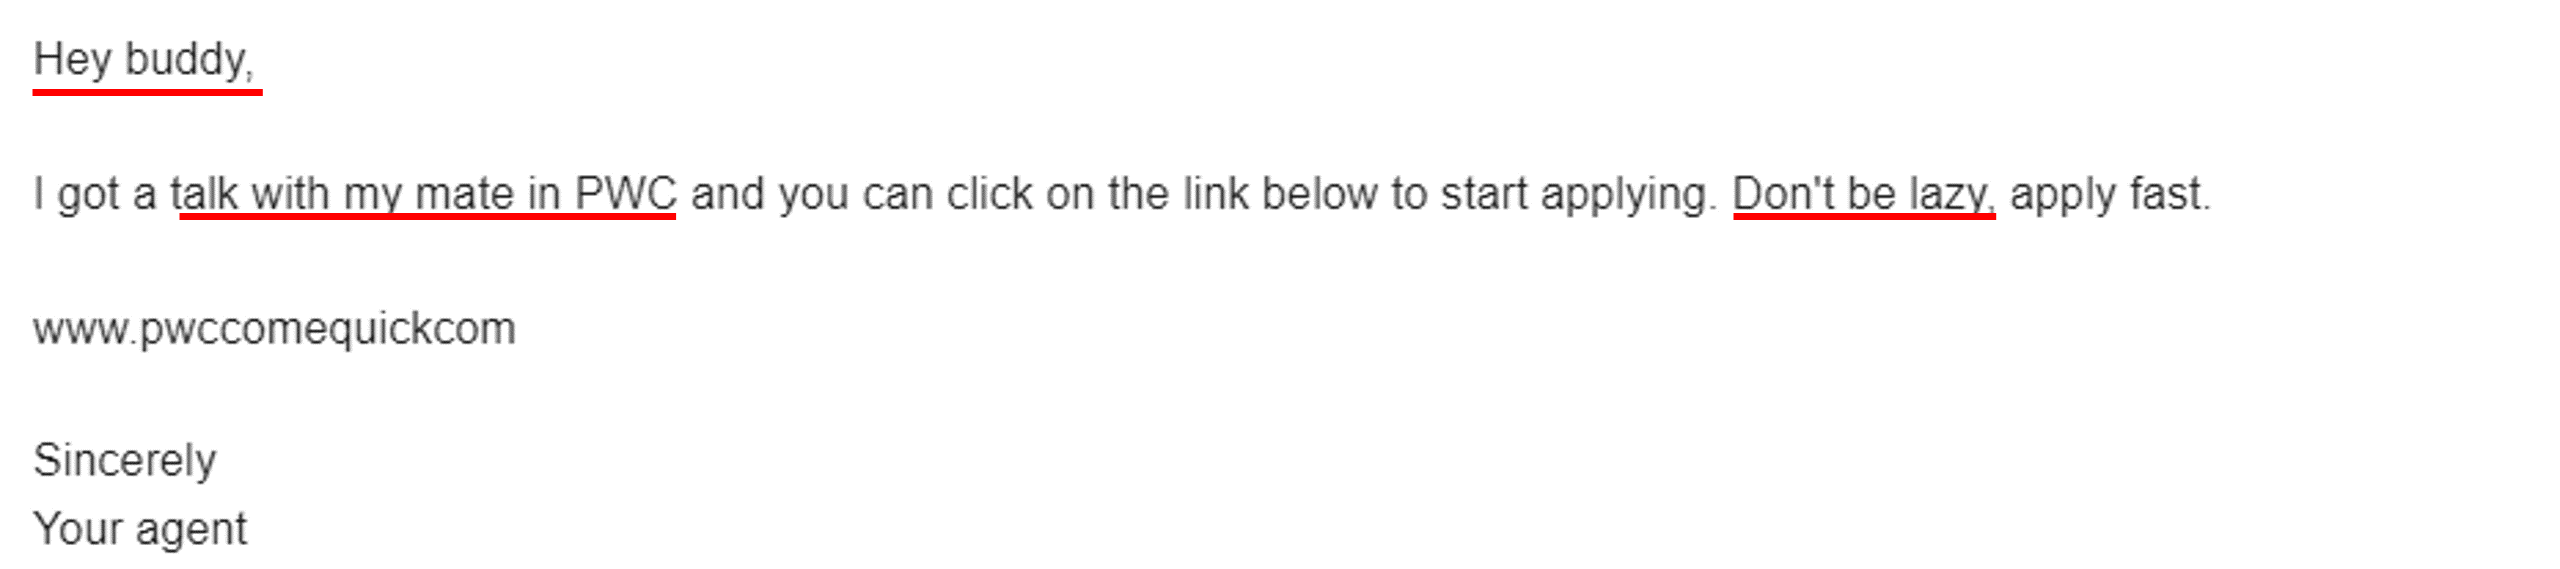 Hey buddy,
I got a talk with my mate in PWC and you can click on the link below to start applying. Don't be lazy, apply fast.
www.pwccomequickcom
Sincerely
Your agent